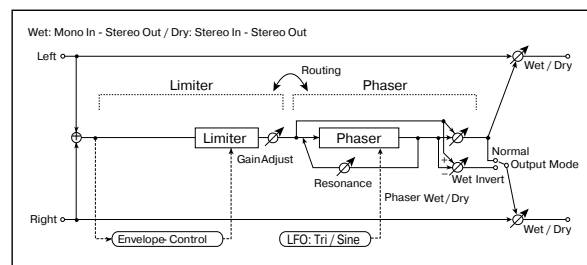 Wet: Mono In - Stereo Out / Dry: Stereo In - Stereo Out
Left
Wet / Dry
Routing
Limiter
Phaser
Limiter
Phaser
+
Gain Adjust
Normal
Output Mode
+
−
Wet Invert
Resonance
Phaser Wet / Dry
Right
Envelope - Control
LFO: Tri / Sine
Wet / Dry